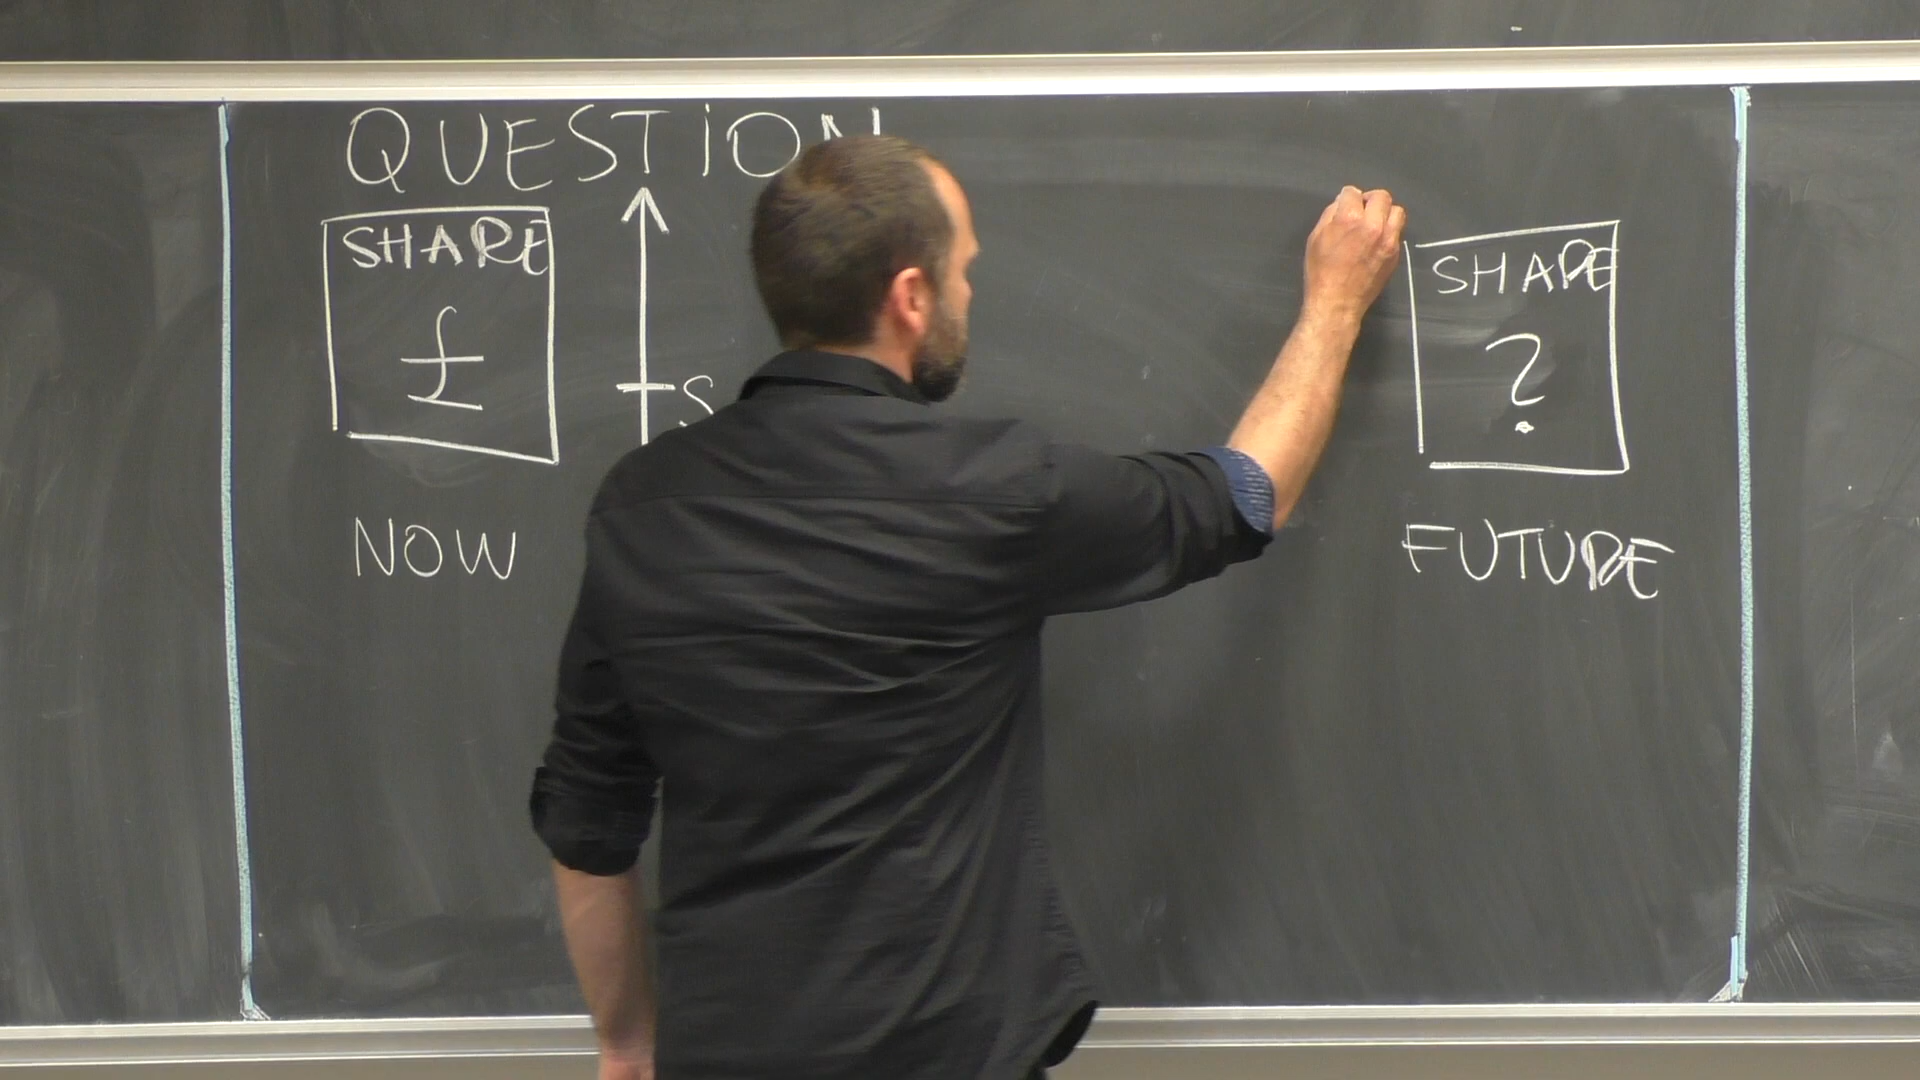 QUESTION
SHARE
£
S
NOW
SHARE
?
FUTURE